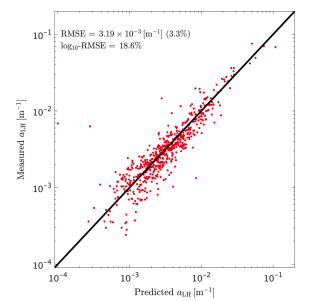 10⁻¹
RMSE = 3.19 × 10⁻³ [m⁻¹] (3.3%)
log₁₀-RMSE = 18.6%
10⁻²
Measured a_LH [m⁻¹]
10⁻³
10⁻⁴
10⁻⁴ 10⁻³ 10⁻² 10⁻¹
Predicted a_LH [m⁻¹]